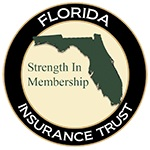 FLORIDA
Strength In
Membership
INSURANCE TRUST